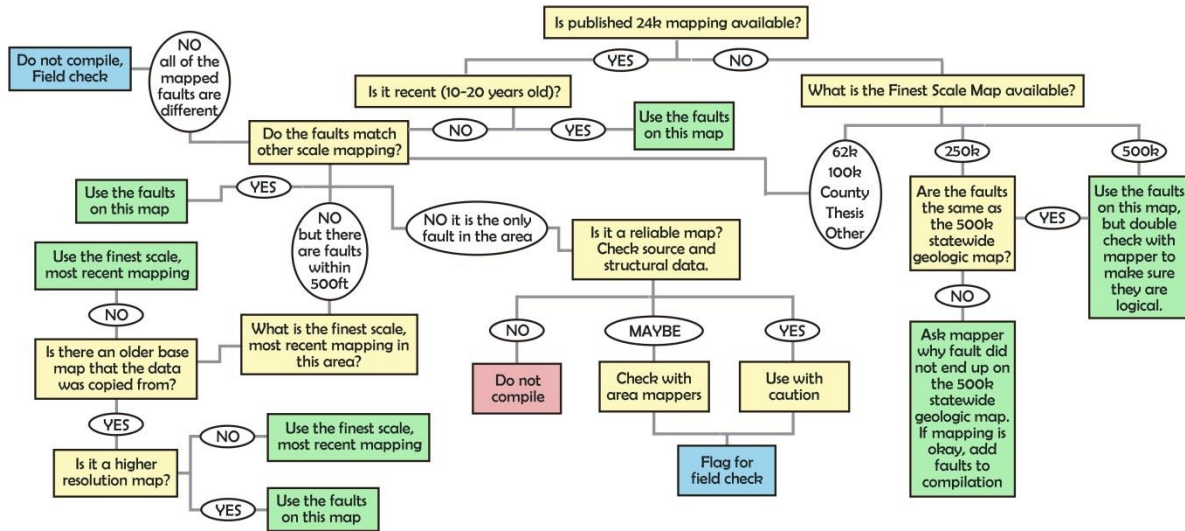 Is published 24k mapping available?
YES
NO
Do not compile,
Field check
NO
all of the
mapped
faults are
different
Is it recent (10-20 years old)?
What is the Finest Scale Map available?
NO
YES
Use the faults
on this map
Do the faults match
other scale mapping?
62k
100k
County
Thesis
Other
250k
500k
Use the faults
on this map
YES
NO
but there
are faults
within
500ft
NO it is the only
fault in the area
Is it a reliable map?
Check source and
structural data.
Are the faults
the same as
the 500k
statewide
geologic map?
YES
Use the faults
on this map,
but double
check with
mapper to
make sure
they are
logical.
Use the finest scale,
most recent mapping
NO
Is there an older base
map that the data
was copied from?
What is the finest scale,
most recent mapping in
this area?
NO
MAYBE
YES
NO
Do not
compile
Check with
area mappers
Use with
caution
Ask mapper
why fault did
not end up on
the 500k
statewide
geologic map.
If mapping is
okay, add
faults to
compilation
YES
Is it a higher
resolution map?
NO
Use the finest scale,
most recent mapping
YES
Use the faults
on this map
Flag for
field check